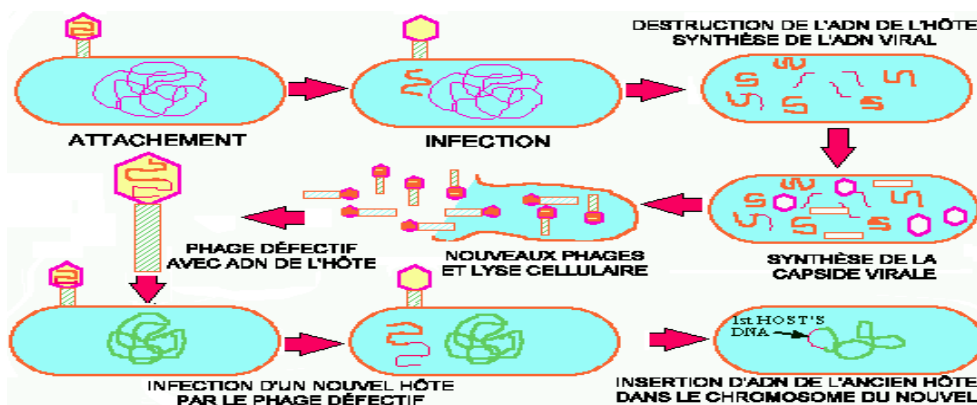 DESTRUCTION DE L'ADN DE L'HÔTE
SYNTHÈSE DE L'ADN VIRAL
ATTACHEMENT
INFECTION
PHAGE DÉFECTIF
AVEC ADN DE L'HÔTE
NOUVEAUX PHAGES
ET LYSE CELLULAIRE
SYNTHÈSE DE LA
CAPSIDE VIRALE
1st HOST'S
DNA
INFECTION D'UN NOUVEL HÔTE
PAR LE PHAGE DÉFECTIF
INSERTION D'ADN DE L'ANCIEN HÔTE
DANS LE CHROMOSOME DU NOUVEL